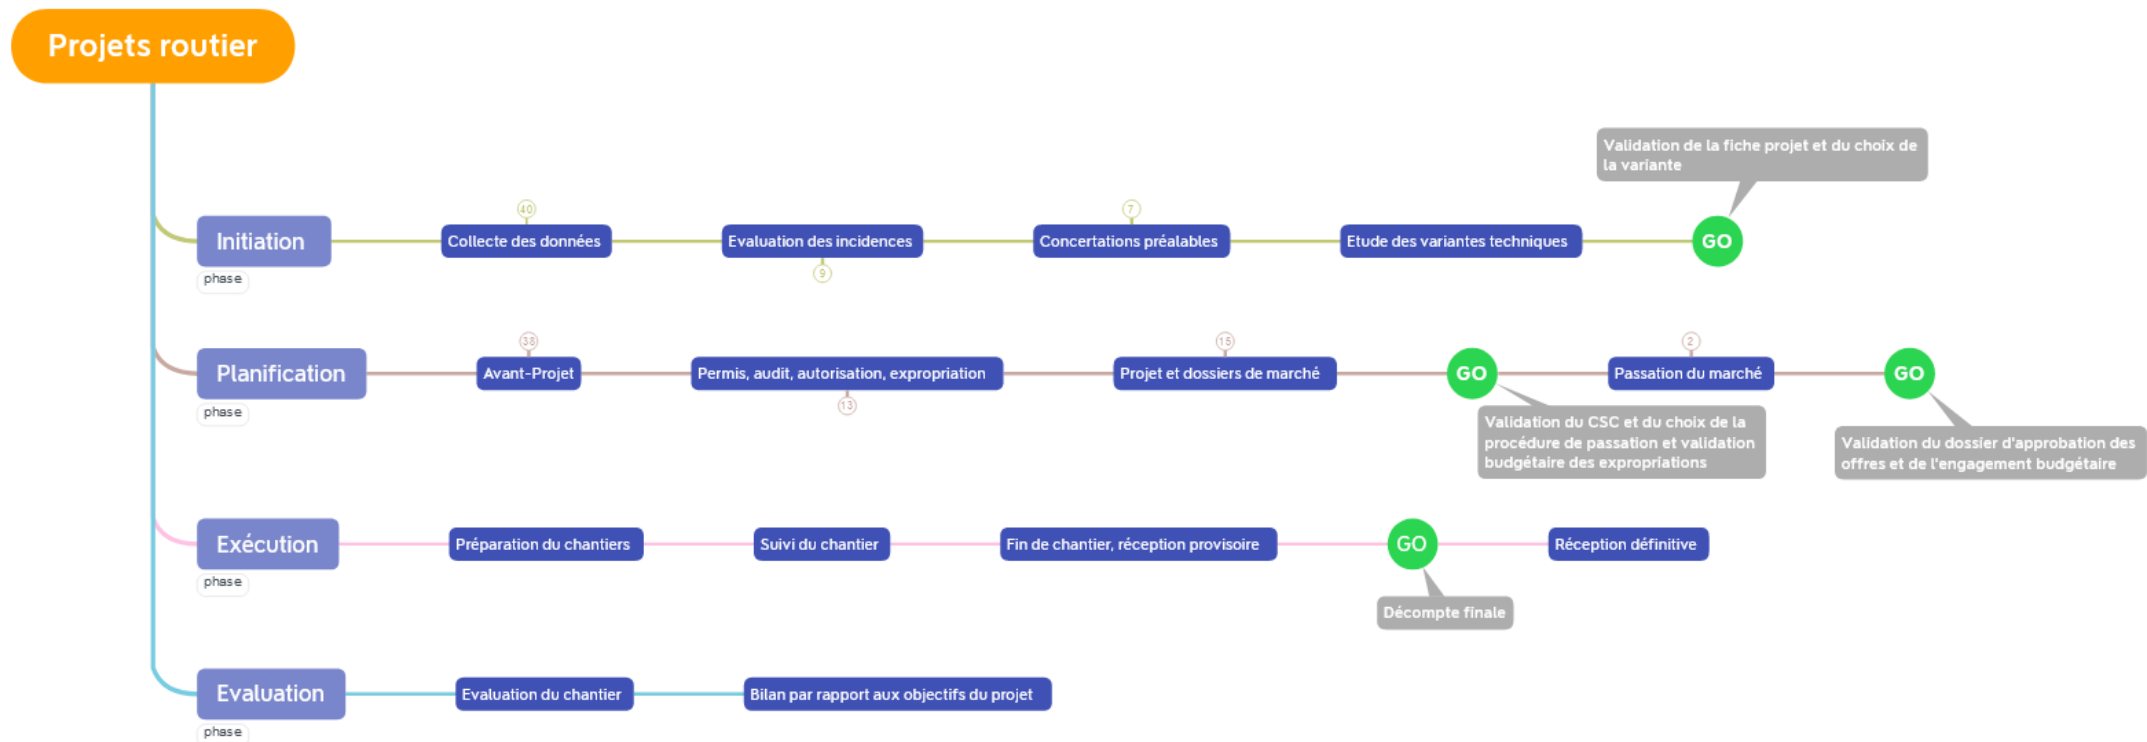 Projets routier
Validation de la fiche projet et du choix de
la variante
40
7
Initiation
Collecte des données
Evaluation des incidences
Concertations préalables
Etude des variantes techniques
GO
phase
9
38
15
2
Planification
Avant-Projet
Permis, audit, autorisation, expropriation
Projet et dossiers de marché
GO
Passation du marché
GO
phase
13
Validation du CSC et du choix de la
procédure de passation et validation
budgétaire des expropriations
Validation du dossier d'approbation des
offres et de l'engagement budgétaire
Exécution
Préparation du chantiers
Suivi du chantier
Fin de chantier, réception provisoire
GO
Réception définitive
phase
Décompte finale
Evaluation
Evaluation du chantier
Bilan par rapport aux objectifs du projet
phase